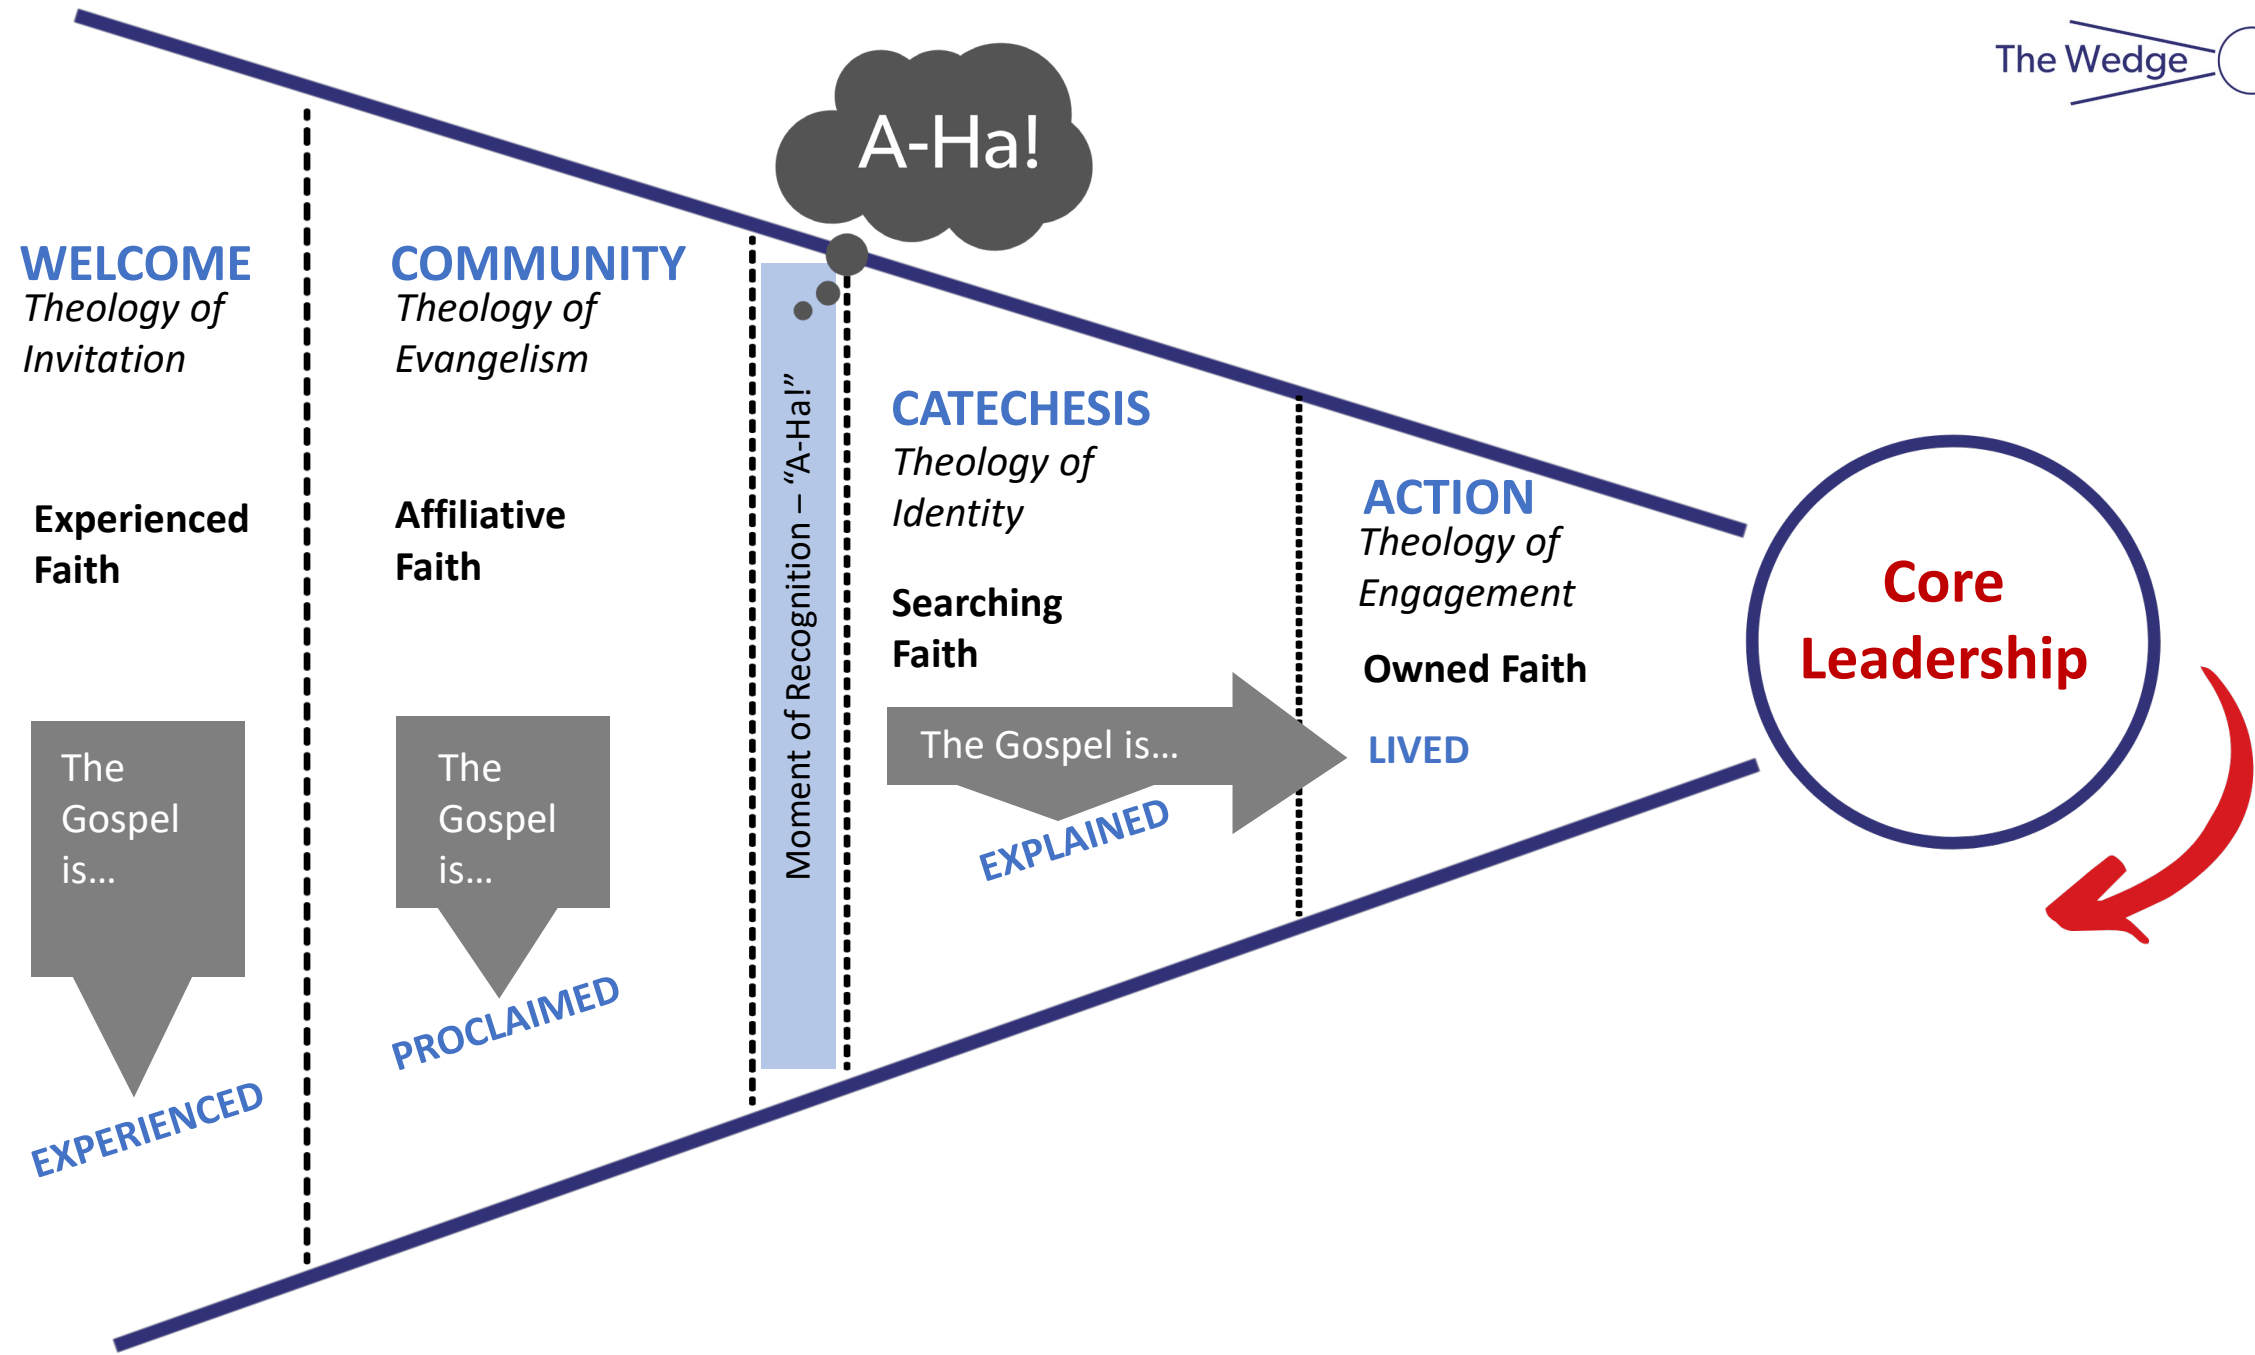 The Wedge
A-Ha!
WELCOME
Theology of
Invitation
Experienced
Faith
The
Gospel
is...
EXPERIENCED
COMMUNITY
Theology of
Evangelism
Affiliative
Faith
The
Gospel
is...
PROCLAIMED
Moment of Recognition – “A-Ha!”
CATECHESIS
Theology of
Identity
Searching
Faith
The Gospel is...
EXPLAINED
ACTION
Theology of
Engagement
Owned Faith
LIVED
Core
Leadership